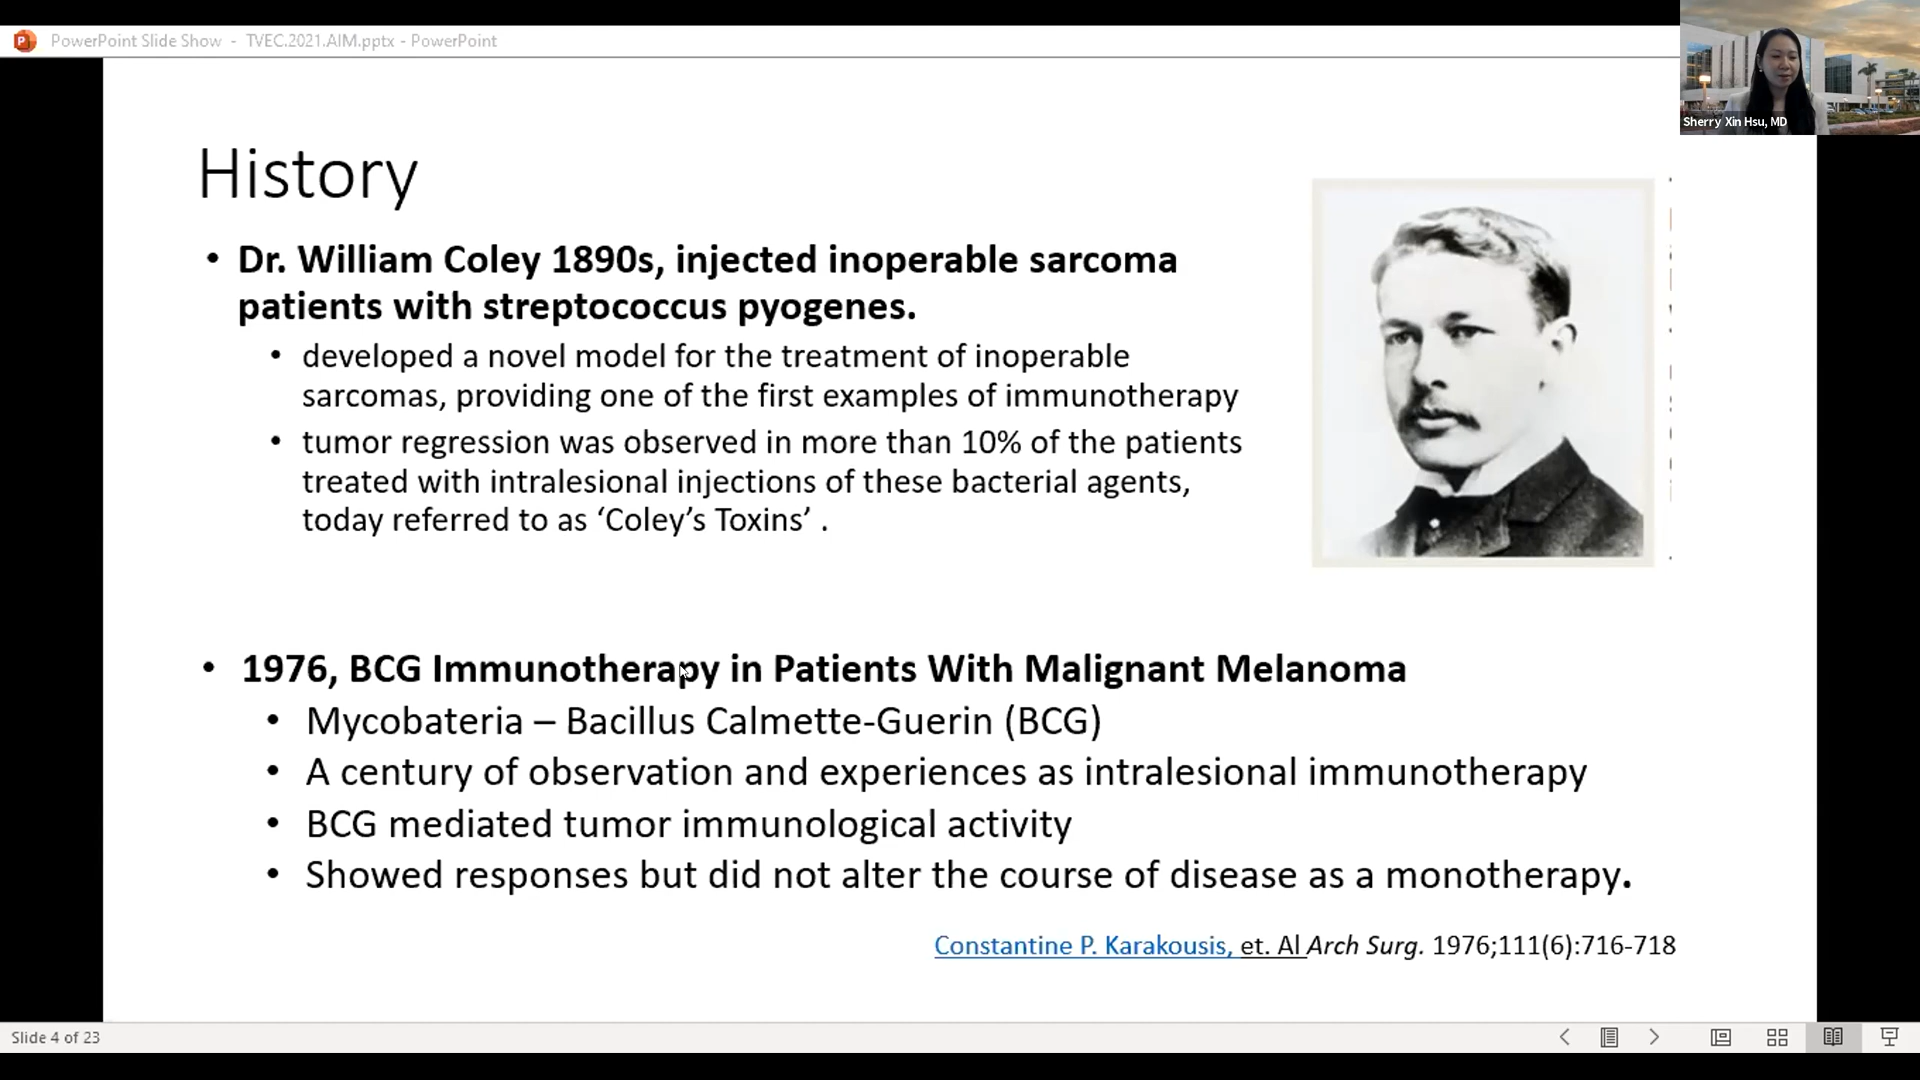 PowerPoint Slide Show - TVEC.2021.AIM.pptx - PowerPoint
Sherry Xin Hsu, MD
History
• Dr. William Coley 1890s, injected inoperable sarcoma
patients with streptococcus pyogenes.
• developed a novel model for the treatment of inoperable
sarcomas, providing one of the first examples of immunotherapy
• tumor regression was observed in more than 10% of the patients
treated with intralesional injections of these bacterial agents,
today referred to as ‘Coley’s Toxins’ .
• 1976, BCG Immunotherapy in Patients With Malignant Melanoma
• Mycobateria – Bacillus Calmette-Guerin (BCG)
• A century of observation and experiences as intralesional immunotherapy
• BCG mediated tumor immunological activity
• Showed responses but did not alter the course of disease as a monotherapy.
Constantine P. Karakousis, et. Al Arch Surg. 1976;111(6):716-718
Slide 4 of 23